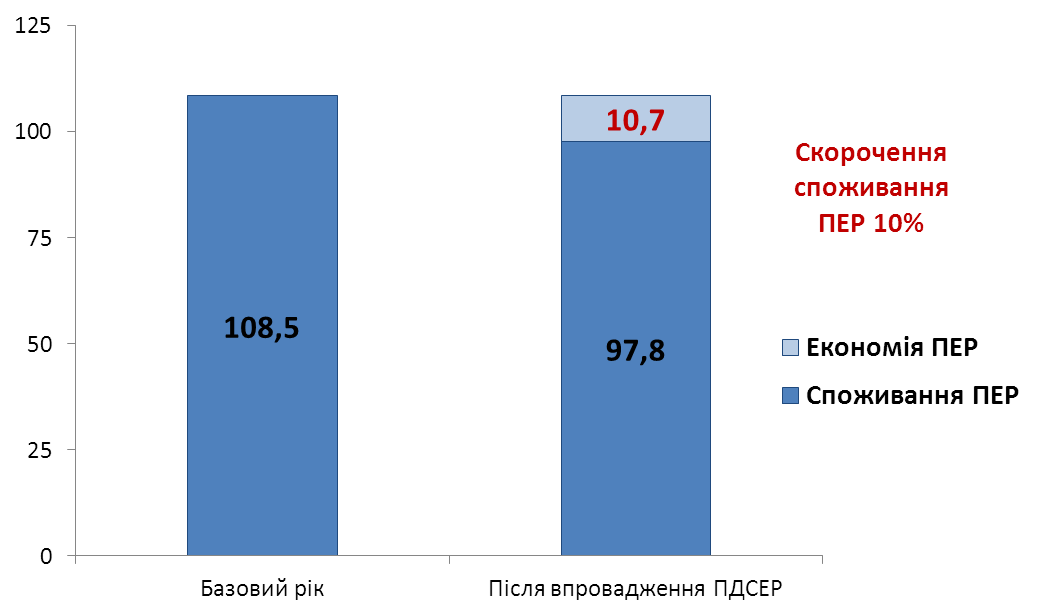 125
100
75
50
25
0
108,5
10,7
97,8
Базовий рік
Після впровадження ПДСЕР
Скорочення
споживання
ПЕР 10%
Економія ПЕР
Споживання ПЕР